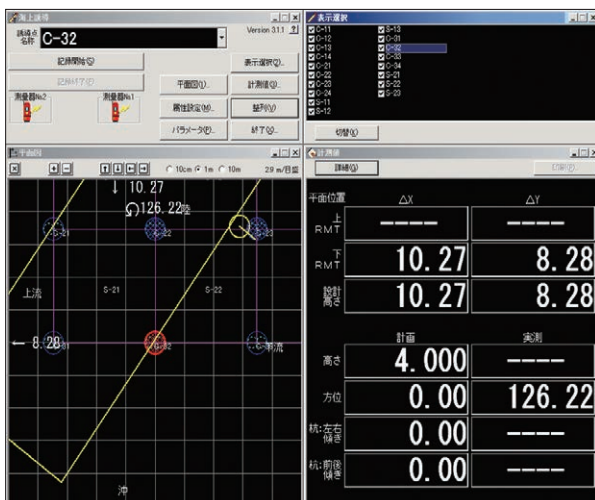 海上誘導
誘導点
名称
C-32
Version 3.1.1
記録開始(S)
表示選択(Q)..
記録終了(E)
平面図(I)..
計測値(O)..
測量器№2
測量器№1
属性設定(M)..
整列(V)
パラメータ(P)..
終了(X)..
表示選択
C-11
C-12
C-13
C-14
C-21
C-22
C-23
C-24
S-11
S-12
S-13
C-31
C-32
C-33
C-34
S-21
S-22
S-23
切替(X)
平面図
10cm
1m
10m
2.9 m/目盛
↓ 10.27
126.22陸
C-21
C-22
C-23
上流
S-21
S-22
← 8.28
C-32
沖
計測値
詳細(X)
平面位置
△X
△Y
上
RMT
----
----
下
RMT
10.27
8.28
設計
高さ
10.27
8.28
計画
実測
高さ
4.000
----
方位
0.00
126.22
杭:左右
傾き
0.00
----
杭:前後
傾き
0.00
----